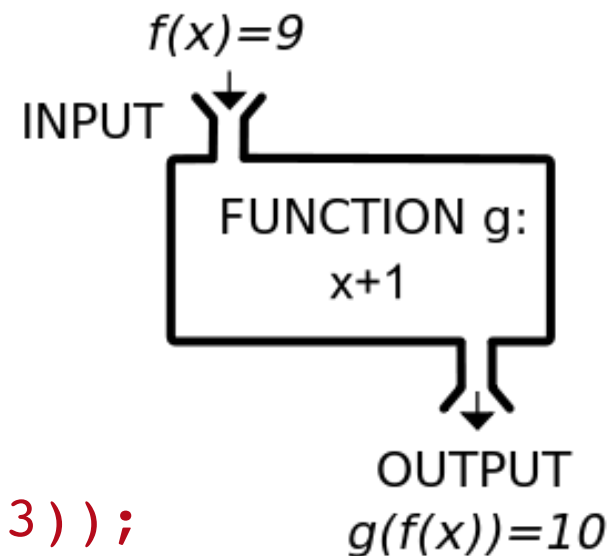 f(x)=9
INPUT
FUNCTION g:
x+1
OUTPUT
3));
g(f(x))=10